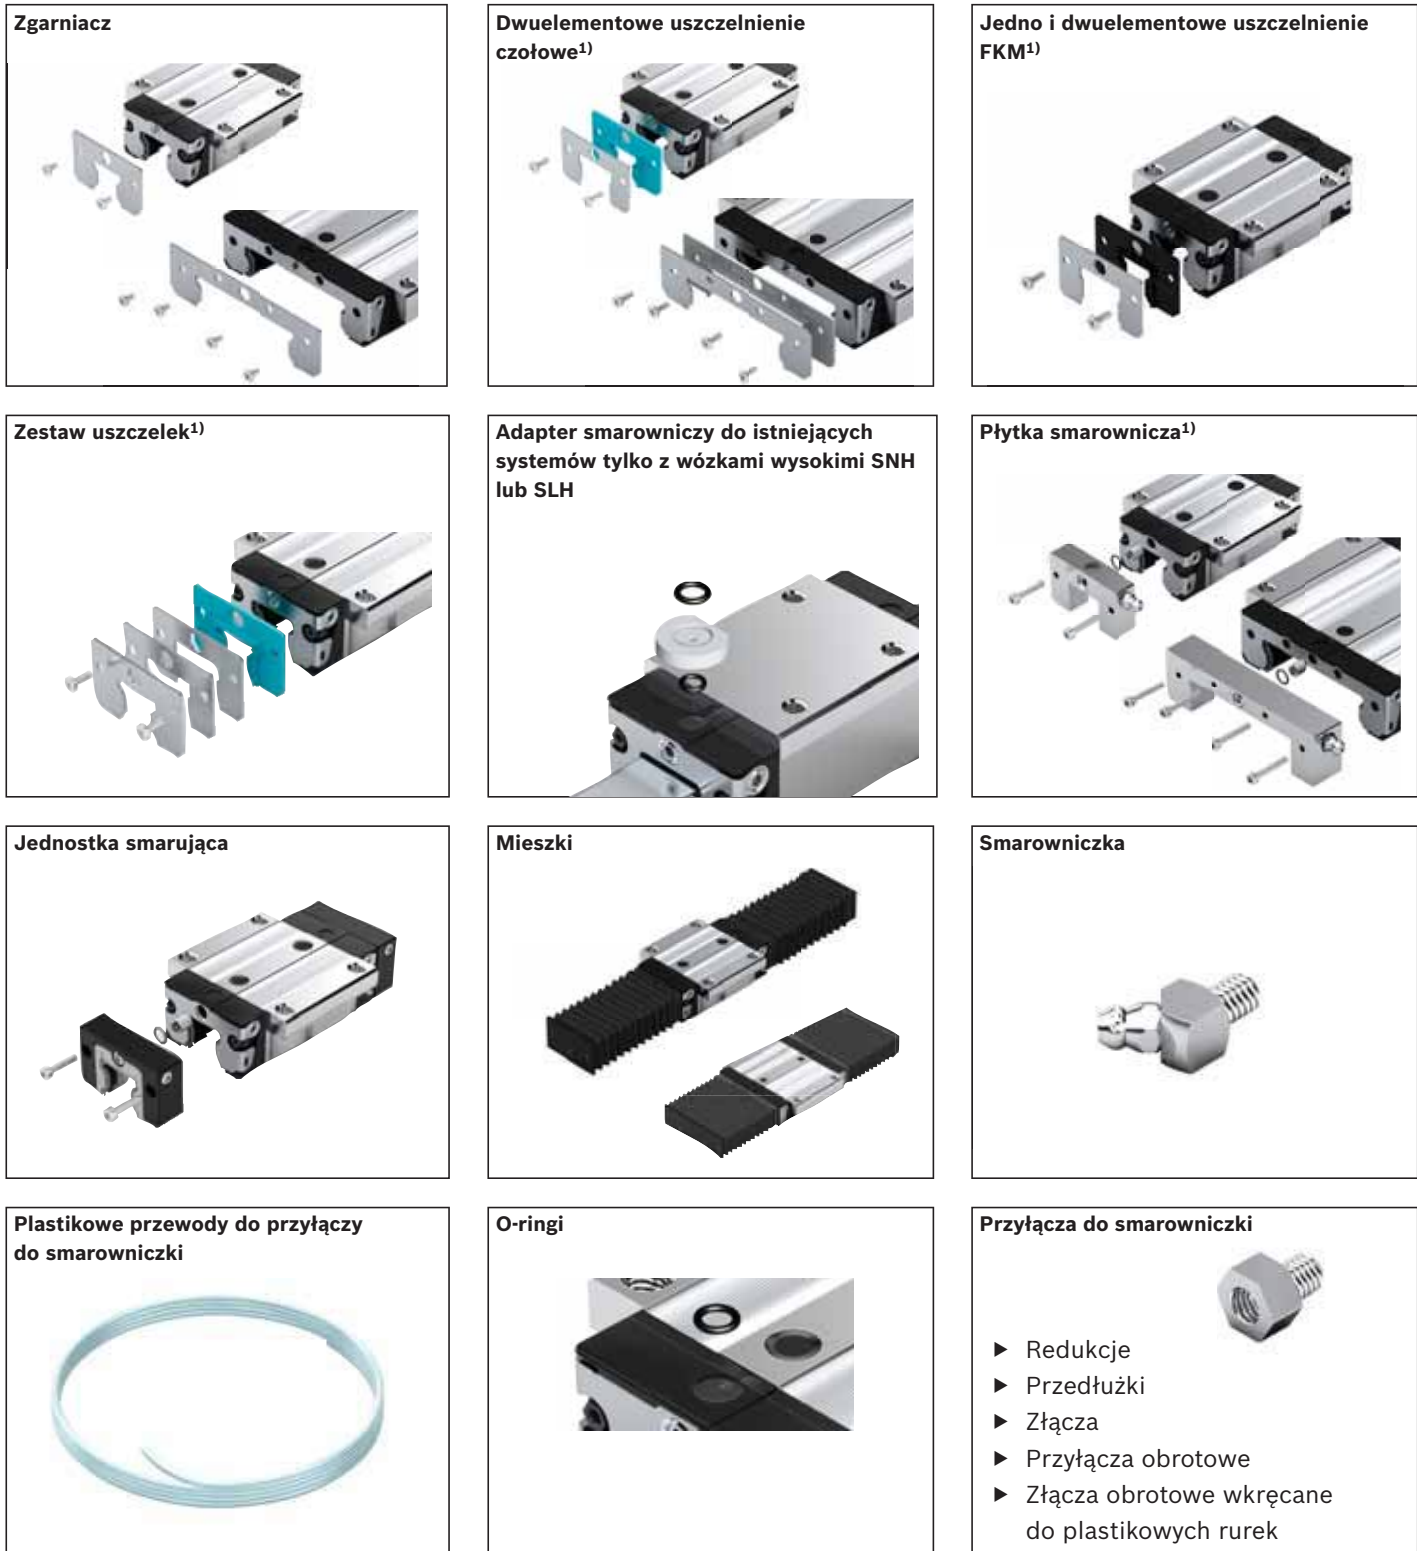 Zgarniacz
Dwuelementowe uszczelnienie
czołowe1)
Jedno i dwuelementowe uszczelnienie
FKM1)
Zestaw uszczelek1)
Adapter smarowniczy do istniejących
systemów tylko z wózkami wysokimi SNH
lub SLH
Płytka smarownicza1)
Jednostka smarująca
Mieszki
Smarowniczka
Plastikowe przewody do przyłączy
do smarowniczki
O-ringi
Przyłącza do smarowniczki
▶ Redukcje
▶ Przedłużki
▶ Złącza
▶ Przyłącza obrotowe
▶ Złącza obrotowe wkręcane
do plastikowych rurek